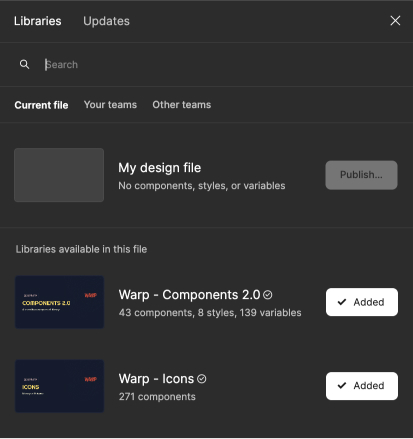 Libraries
Updates
Search
Current file
Your teams
Other teams
My design file
No components, styles, or variables
Publish...
Libraries available in this file
COMPONENTS 2.0
WARP
Warp - Components 2.0
43 components, 8 styles, 139 variables
Added
ICONS
WARP
Warp - Icons
271 components
Added